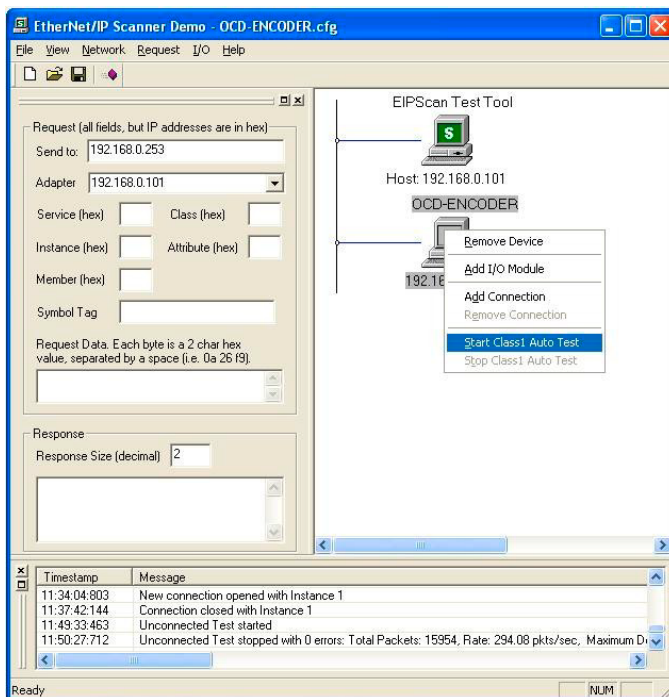 EtherNet/IP Scanner Demo - OCD-ENCODER.cfg
File View Network Request I/O Help
Request (all fields, but IP addresses are in hex)
Send to: 192.168.0.253
Adapter 192.168.0.101
Service (hex) Class (hex)
Instance (hex) Attribute (hex)
Member (hex)
Symbol Tag
Request Data. Each byte is a 2 char hex
value, separated by a space (i.e. 0a 26 f9).
Response
Response Size (decimal) 2
EIPScan Test Tool
S
Host: 192.168.0.101
OCD-ENCODER
192.16
Remove Device
Add I/O Module
Add Connection
Remove Connection
Start Class1 Auto Test
Stop Class1 Auto Test
Timestamp Message
11:34:04:803 New connection opened with Instance 1
11:37:42:144 Connection closed with Instance 1
11:49:33:463 Unconnected Test started
11:50:27:712 Unconnected Test stopped with 0 errors: Total Packets: 15954, Rate: 294.08 pkts/sec, Maximum D
Ready NUM